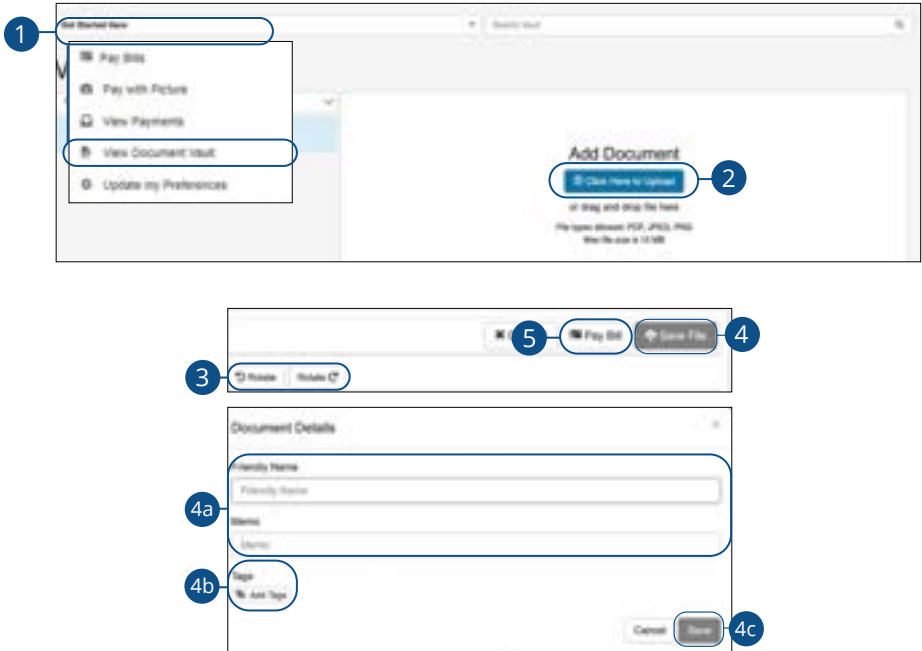 1
Get Started Here
Search Vault
Pay Bills
Pay with Picture
View Payments
View Document Vault
Update my Preferences
Add Document
Click Here to Upload
2
or drag and drop file here
File types allowed: PDF, JPEG, PNG
Max file size is 10 MB
5
Pay Bill
Save File
4
3
Rotate
Rotate
Document Details
Friendly Name
Friendly Name
4a
Memo
Memo
4b
Tags
Add Tags
Cancel
Save
4c